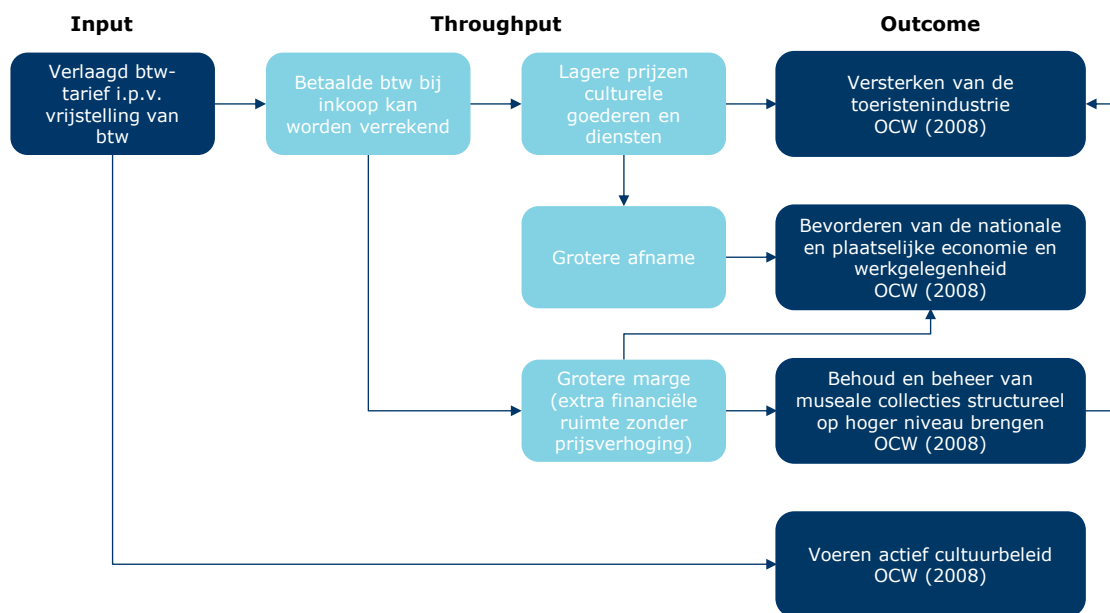 Input
Throughput
Outcome
Verlaagd btw-
tarief i.p.v.
vrijstelling van
btw
Betaalde btw bij
inkoop kan
worden verrekend
Lagere prijzen
culturele
goederen en
diensten
Versterken van de
toeristenindustrie
OCW (2008)
Grotere afname
Bevorderen van de nationale
en plaatselijke economie en
werkgelegenheid
OCW (2008)
Grotere marge
(extra financiële
ruimte zonder
prijsverhoging)
Behoud en beheer van
museale collecties structureel
op hoger niveau brengen
OCW (2008)
Voeren actief cultuurbeleid
OCW (2008)